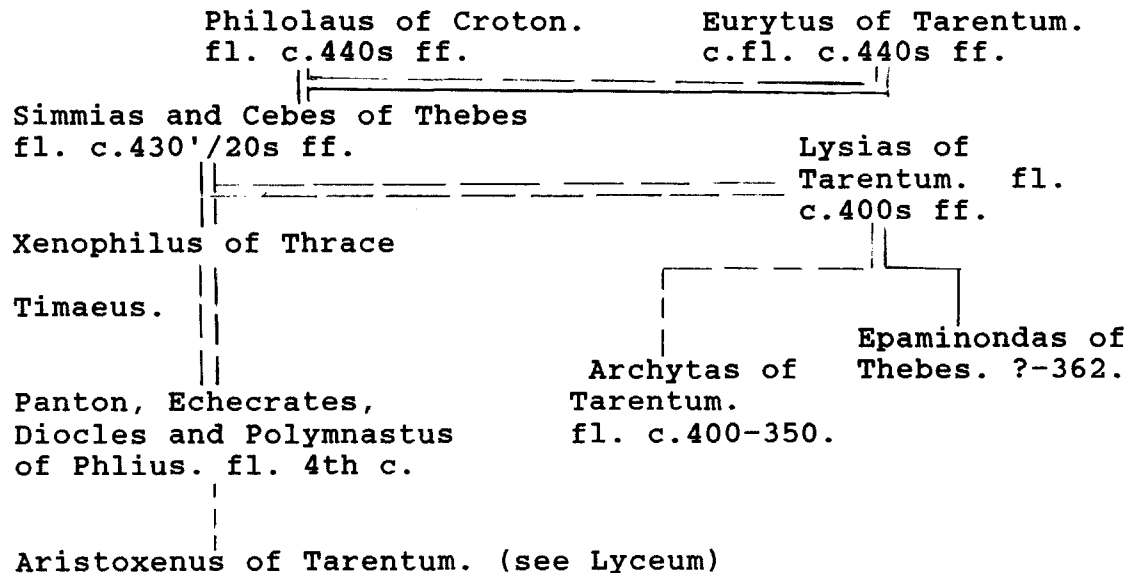 Philolaus of Croton.
fl. c.440s ff.
Eurytus of Tarentum.
c.fl. c.440s ff.
Simmias and Cebes of Thebes
fl. c.430'/20s ff.
Lysias of
Tarentum. fl.
c.400s ff.
Xenophilus of Thrace
Timaeus.
Epaminondas of
Thebes. ?-362.
Archytas of
Tarentum.
fl. c.400-350.
Panton, Echecrates,
Diocles and Polymnastus
of Phlius. fl. 4th c.
Aristoxenus of Tarentum. (see Lyceum)